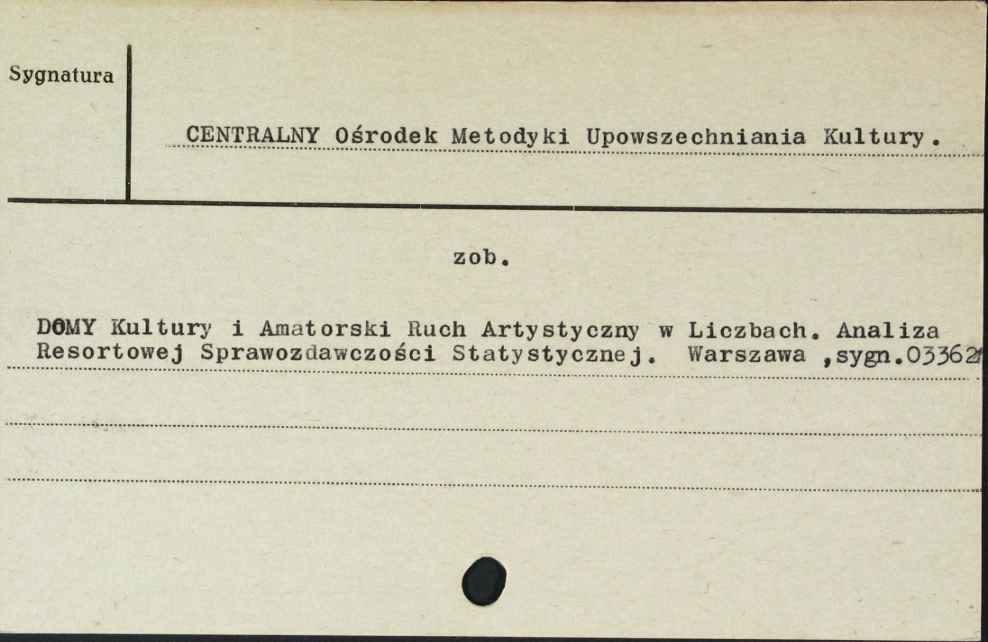 Sygnatura
CENTRALNY Ośrodek Metodyki Upowszechniania Kultury.
zob.
DOMY Kultury i Amatorski Ruch Artystyczny w Liczbach. Analiza
Resortowej Sprawozdawczości Statystycznej. Warszawa ,sygn.03362